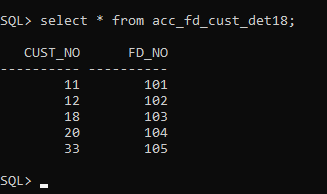 SQL> select * from acc_fd_cust_det18;
CUST_NO FD_NO
---------- ----------
11 101
12 102
18 103
20 104
33 105
SQL>